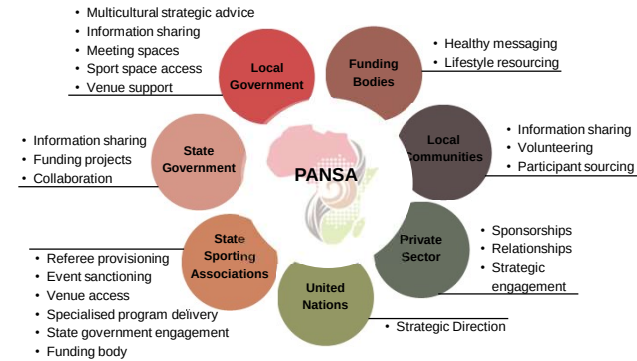 • Multicultural strategic advice
• Information sharing
• Meeting spaces
• Sport space access
• Venue support
Local
Government
Funding
Bodies
• Healthy messaging
• Lifestyle resourcing
• Information sharing
• Funding projects
• Collaboration
State
Government
PANSA
Local
Communities
• Information sharing
• Volunteering
• Participant sourcing
• Referee provisioning
• Event sanctioning
• Venue access
• Specialised program delivery
• State government engagement
• Funding body
State
Sporting
Associations
United
Nations
• Strategic Direction
Private
Sector
• Sponsorships
• Relationships
• Strategic
engagement